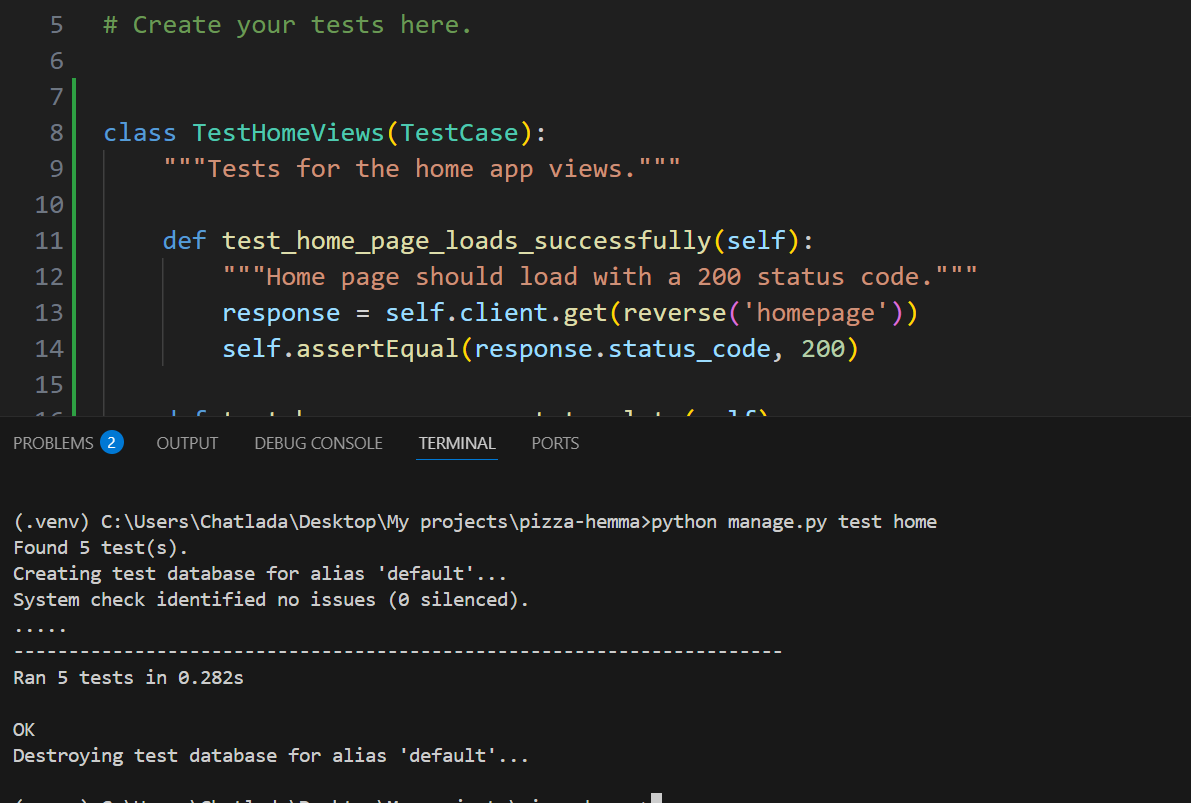 5 # Create your tests here.
6
7
8 class TestHomeViews(TestCase):
9 """Tests for the home app views."""
10
11 def test_home_page_loads_successfully(self):
12 """Home page should load with a 200 status code."""
13 response = self.client.get(reverse('homepage'))
14 self.assertEqual(response.status_code, 200)
15
PROBLEMS 2 OUTPUT DEBUG CONSOLE TERMINAL PORTS
(.venv) C:\Users\Chatlada\Desktop\My projects\pizza-hemma>python manage.py test home
Found 5 test(s).
Creating test database for alias 'default'...
System check identified no issues (0 silenced).
.....
----------------------------------------------------------------------
Ran 5 tests in 0.282s
OK
Destroying test database for alias 'default'...